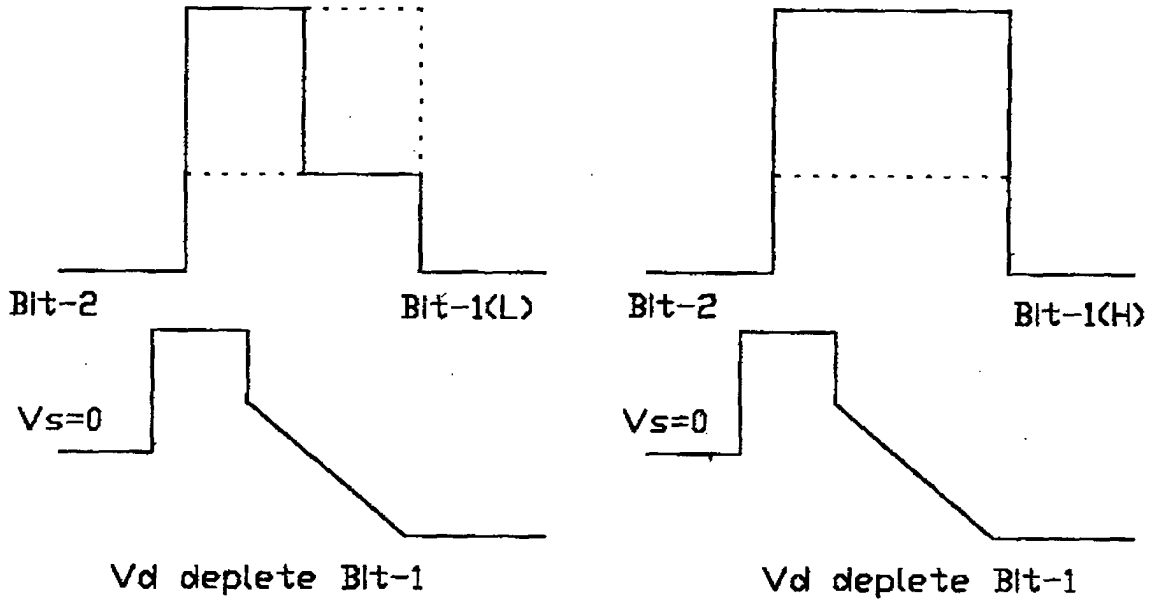 Bit-2 Bit-1(L) Bit-2 Bit-1(H)
Vs=0 Vs=0
Vd deplete Bit-1 Vd deplete Bit-1